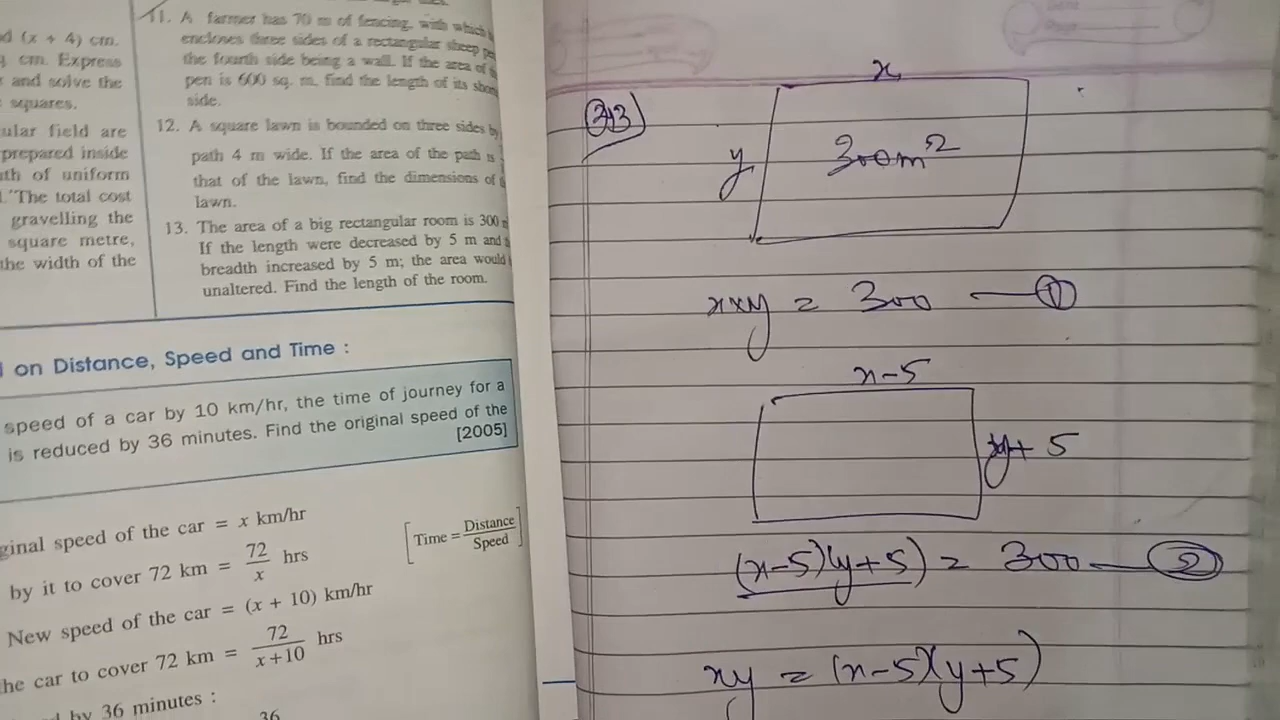 d (x + 4) cm.
cm. Express
and solve the
squares.
ular field are
prepared inside
th of uniform
"The total cost
gravelling the
square metre,
the width of the
11. A farmer has 70 m of fencing, with which
encloses three sides of a rectangular sheep pen
the fourth side being a wall. If the area of
pen is 600 sq. m, find the length of its
side.
12. A square lawn is bounded on three sides by
path 4 m wide. If the area of the path is
that of the lawn, find the dimensions of
lawn.
13. The area of a big rectangular room is 300
If the length were decreased by 5 m and
breadth increased by 5 m; the area would
unaltered. Find the length of the room.
on Distance, Speed and Time :
speed of a car by 10 km/hr, the time of journey for a
is reduced by 36 minutes. Find the original speed of the
[2005]
ginal speed of the car = x km/hr
[Time = Distance/Speed]
by it to cover 72 km = 72/x hrs
New speed of the car = (x + 10) km/hr
he car to cover 72 km = 72/x+10 hrs
by 36 minutes :
36
x
y
300m²
x×y = 300 — ①
x-5
y+ 5
(x-5)(y+5) = 300 — ②
xy = (x-5)(y+5)